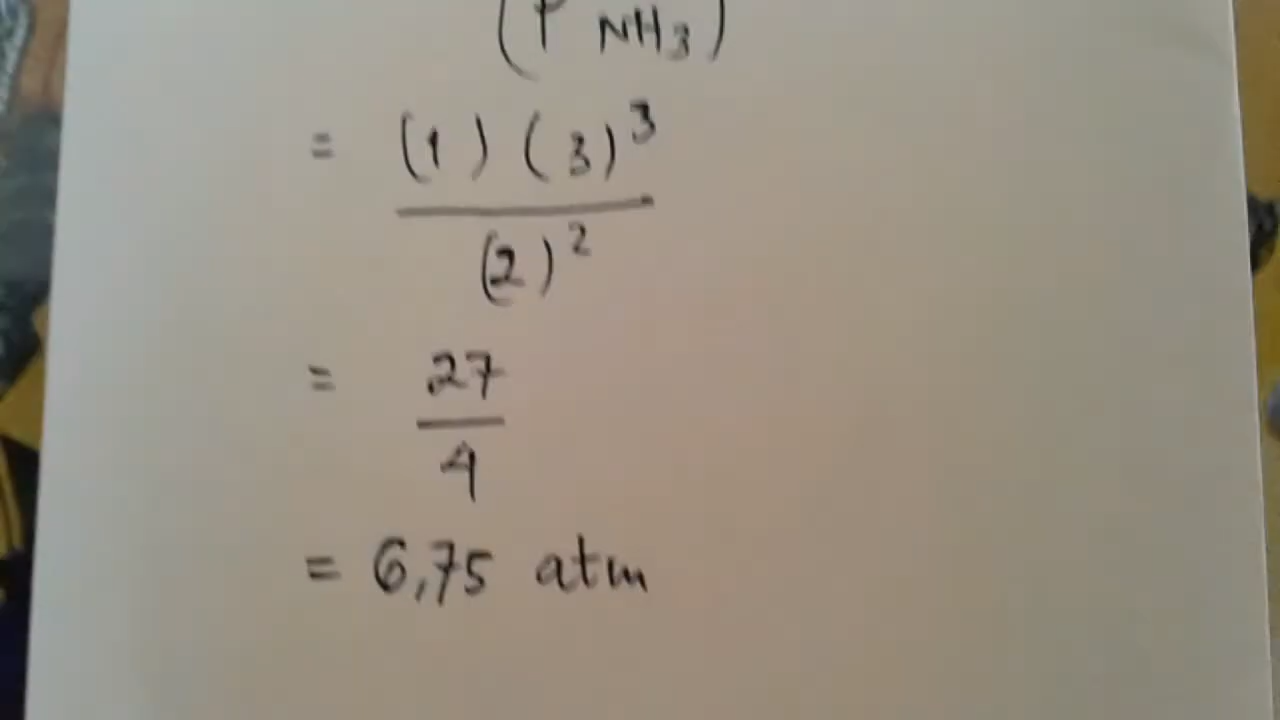 (P NH₃)
= (1) (3)³
(2)²
= 27
4
= 6,75 atm